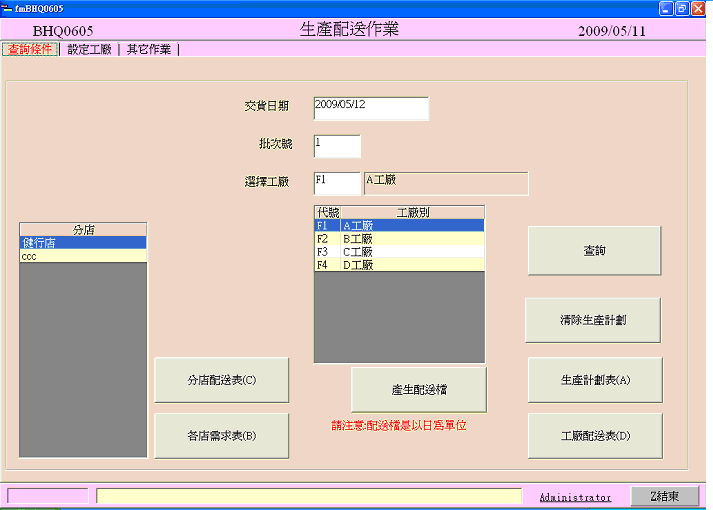 fmBHQ0605
BHQ0605 生產配送作業 2009/05/11
查詢條件 設定工廠 其它作業
交貨日期 2009/05/12
批次號 1
選擇工廠 F1 A工廠
代號 工廠別
F1 A工廠
F2 B工廠
F3 C工廠
F4 D工廠
分店
健行店
ccc
查詢
清除生產計劃
分店配送表(C)
產生配送檔
生產計劃表(A)
請注意:配送檔是以日為單位
各店需求表(B)
工廠配送表(D)
Administrator
Z結束